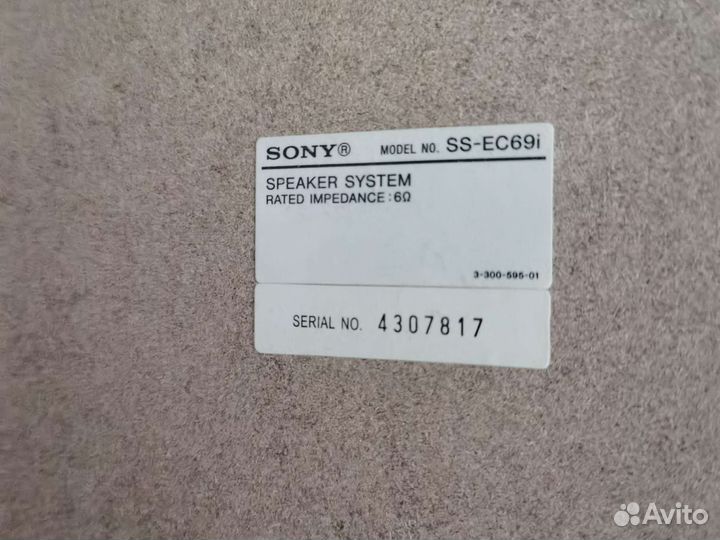 SONY® MODEL NO. SS-EC69i
SPEAKER SYSTEM
RATED IMPEDANCE:6Ω
3-300-595-01
SERIAL NO. 4307817
Avito